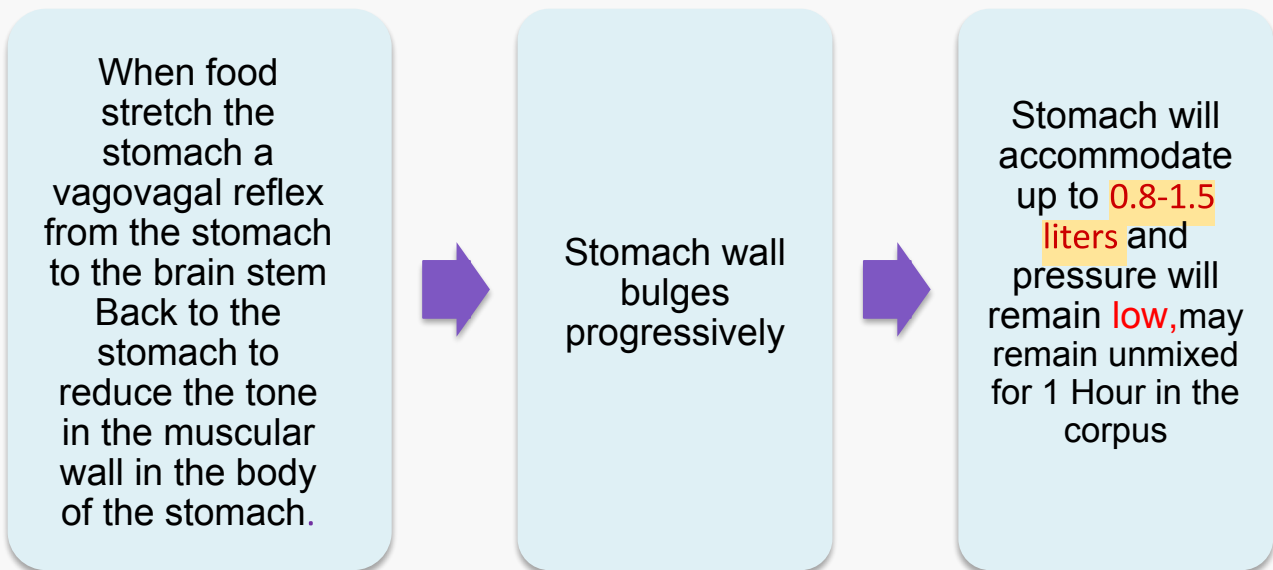 When food
stretch the
stomach a
vagovagal reflex
from the stomach
to the brain stem
Back to the
stomach to
reduce the tone
in the muscular
wall in the body
of the stomach.
Stomach wall
bulges
progressively
Stomach will
accommodate
up to 0.8-1.5
liters and
pressure will
remain low,may
remain unmixed
for 1 Hour in the
corpus